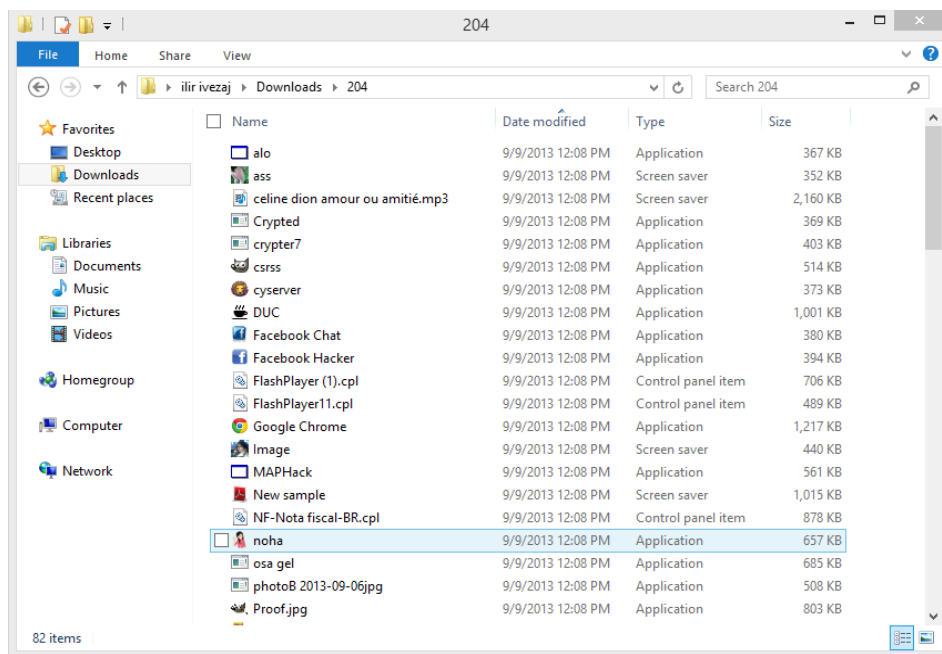 204
File Home Share View
ilir ivezaj Downloads 204 Search 204
Favorites
Desktop
Downloads
Recent places
Libraries
Documents
Music
Pictures
Videos
Homegroup
Computer
Network
Name Date modified Type Size
alo 9/9/2013 12:08 PM Application 367 KB
ass 9/9/2013 12:08 PM Screen saver 352 KB
celine dion amour ou amitié.mp3 9/9/2013 12:08 PM Screen saver 2,160 KB
Crypted 9/9/2013 12:08 PM Application 369 KB
crypter7 9/9/2013 12:08 PM Application 403 KB
csrss 9/9/2013 12:08 PM Application 514 KB
cyserver 9/9/2013 12:08 PM Application 373 KB
DUC 9/9/2013 12:08 PM Application 1,001 KB
Facebook Chat 9/9/2013 12:08 PM Application 380 KB
Facebook Hacker 9/9/2013 12:08 PM Application 394 KB
FlashPlayer (1).cpl 9/9/2013 12:08 PM Control panel item 706 KB
FlashPlayer11.cpl 9/9/2013 12:08 PM Control panel item 489 KB
Google Chrome 9/9/2013 12:08 PM Application 1,217 KB
Image 9/9/2013 12:08 PM Screen saver 440 KB
MAPHack 9/9/2013 12:08 PM Application 561 KB
New sample 9/9/2013 12:08 PM Screen saver 1,015 KB
NF-Nota fiscal-BR.cpl 9/9/2013 12:08 PM Control panel item 878 KB
noha 9/9/2013 12:08 PM Application 657 KB
osa gel 9/9/2013 12:08 PM Application 685 KB
photoB 2013-09-06jpg 9/9/2013 12:08 PM Application 508 KB
Proof.jpg 9/9/2013 12:08 PM Application 803 KB
82 items